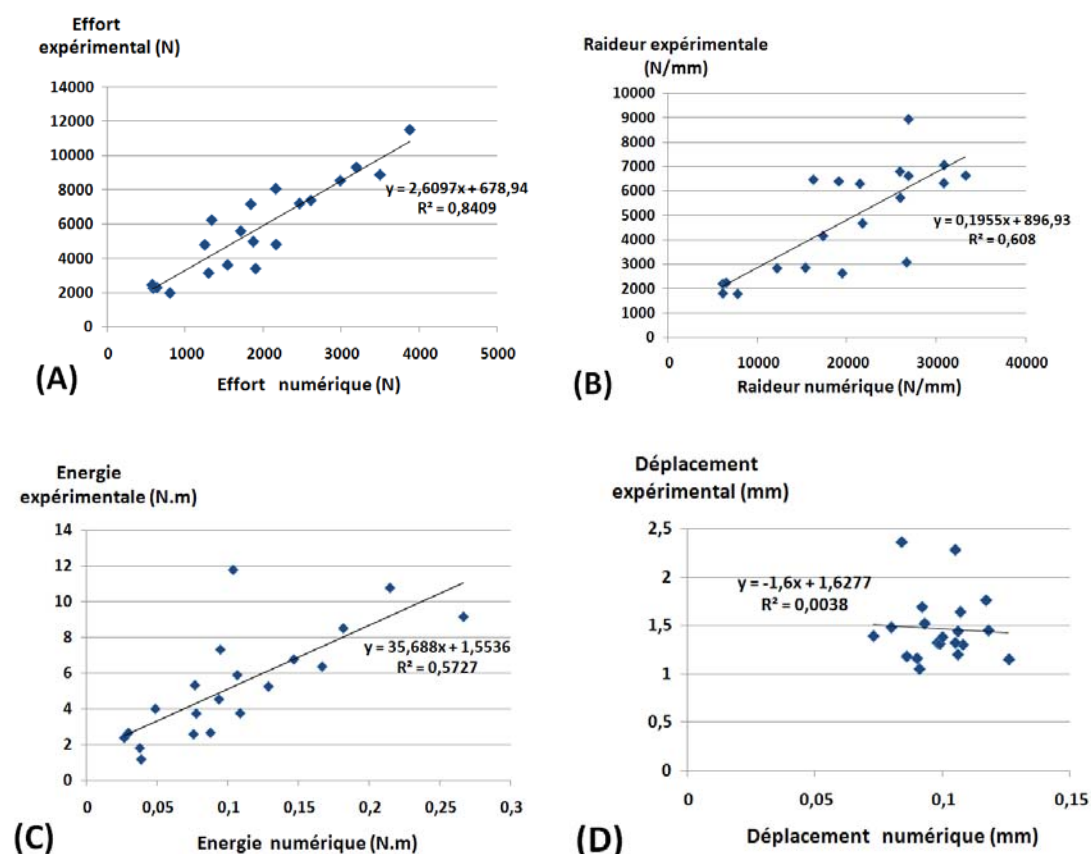 Effort
expérimental (N)
14000
12000
10000
8000
6000
4000
2000
0
y = 2,6097x + 678,94
R² = 0,8409
0 1000 2000 3000 4000 5000
(A)
Effort numérique (N)
Raideur expérimentale
(N/mm)
10000
9000
8000
7000
6000
5000
4000
3000
2000
1000
0
y = 0,1955x + 896,93
R² = 0,608
0 10000 20000 30000 40000
(B)
Raideur numérique (N/mm)
Energie
expérimentale (N.m)
14
12
10
8
6
4
2
0
y = 35,688x + 1,5536
R² = 0,5727
0 0,05 0,1 0,15 0,2 0,25 0,3
(C)
Energie numérique (N.m)
Déplacement
expérimental (mm)
2,5
2
1,5
1
0,5
0
y = -1,6x + 1,6277
R² = 0,0038
0 0,05 0,1 0,15
(D)
Déplacement numérique (mm)